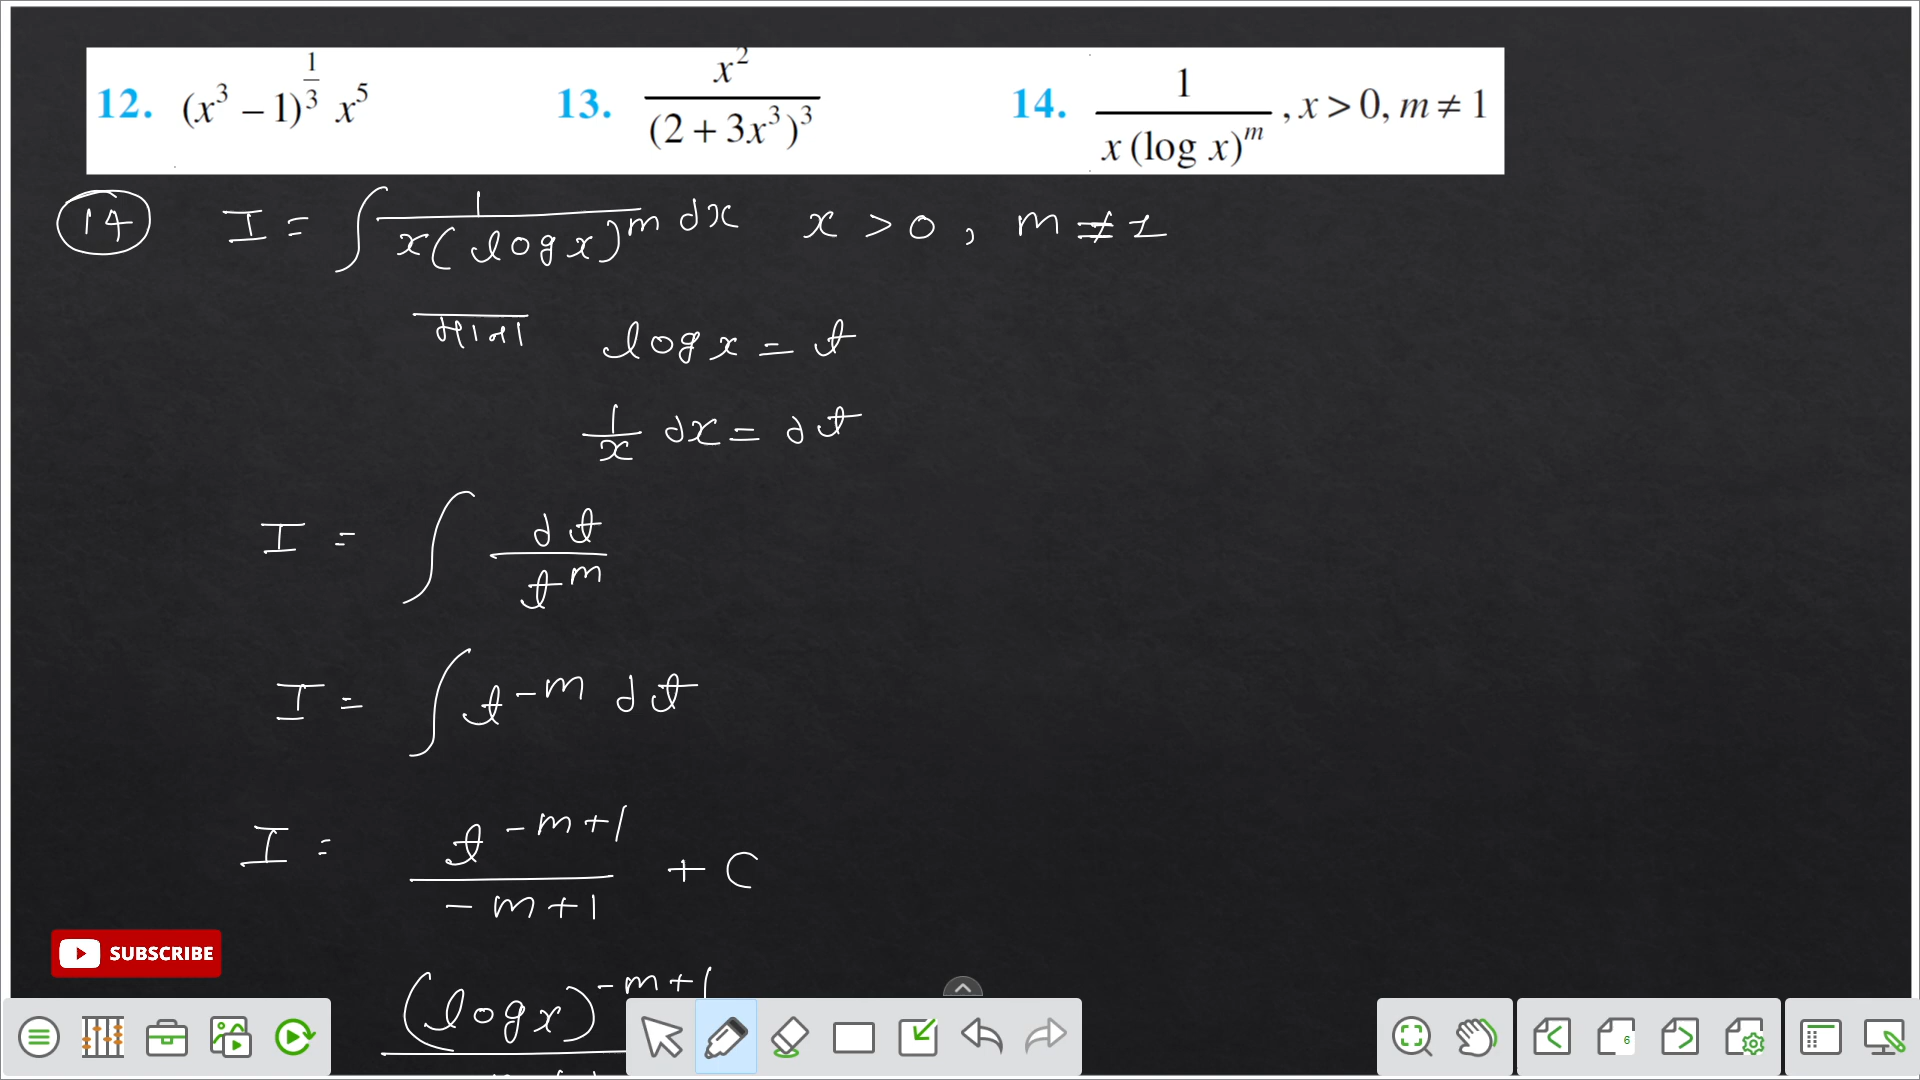 12. (x³ – 1)^(1/3) x⁵ 13. x²/(2 + 3x³)³ 14. 1/(x (log x)^m), x > 0, m ≠ 1
14 I = ∫ 1/(x(log x)^m) dx x > 0, m ≠ 1
माना log x = t
1/x dx = dt
I = ∫ dt/t^m
I = ∫ t^(-m) dt
I = t^(-m+1)/(-m+1) + C
(log x)^(-m+1)
SUBSCRIBE
6